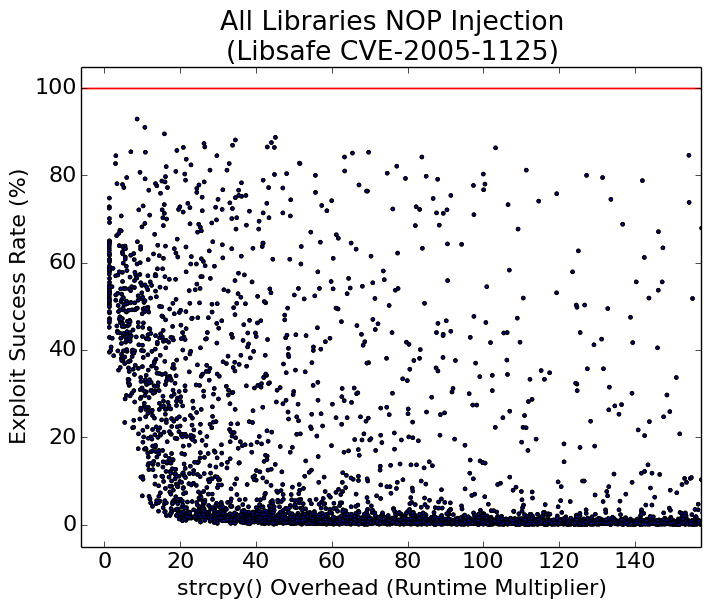 All Libraries NOP Injection
(Libsafe CVE-2005-1125)
Exploit Success Rate (%)
100
80
60
40
20
0
0 20 40 60 80 100 120 140
strcpy() Overhead (Runtime Multiplier)